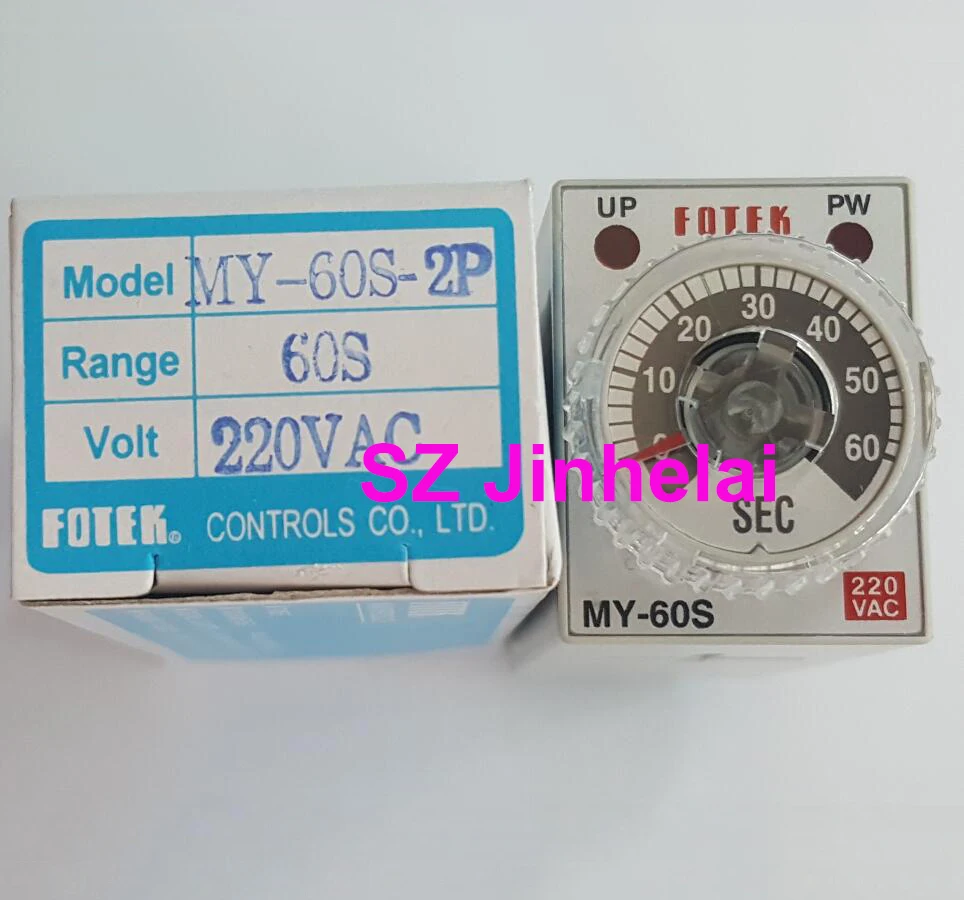 Model MY-60S-2P
Range 60S
Volt 220VAC
FOTEK® CONTROLS CO., LTD.
SZ Jinhelai
UP FOTEK PW
0 10 20 30 40 50 60
SEC
MY-60S
220
VAC